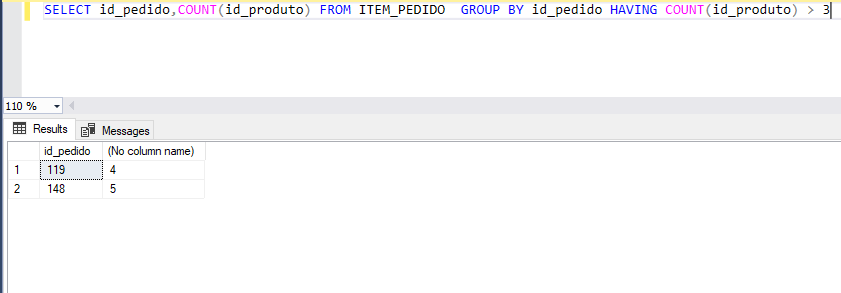 SELECT id_pedido,COUNT(id_produto) FROM ITEM_PEDIDO  GROUP BY id_pedido HAVING COUNT(id_produto) > 3
110 %
Results Messages
id_pedido (No column name)
1 119 4
2 148 5